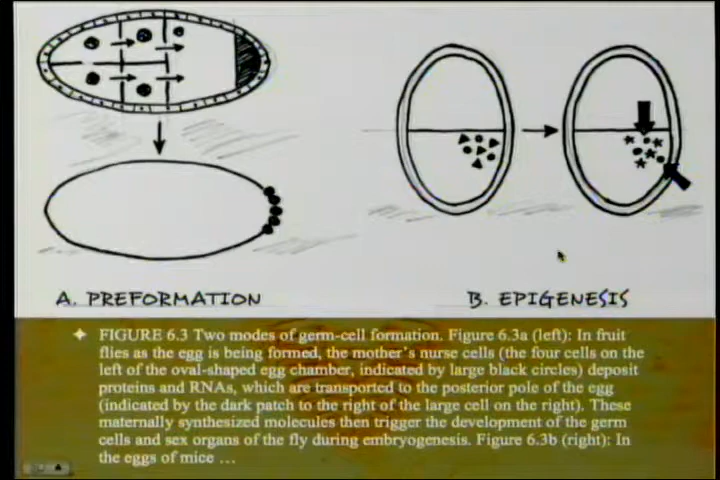 A. PREFORMATION
B. EPIGENESIS
FIGURE 6.3 Two modes of germ-cell formation. Figure 6.3a (left): In fruit
flies as the egg is being formed, the mother's nurse cells (the four cells on the
left of the oval-shaped egg chamber, indicated by large black circles) deposit
proteins and RNAs, which are transported to the posterior pole of the egg
(indicated by the dark patch to the right of the large cell on the right). These
maternally synthesized molecules then trigger the development of the germ
cells and sex organs of the fly during embryogenesis. Figure 6.3b (right): In
the eggs of mice …